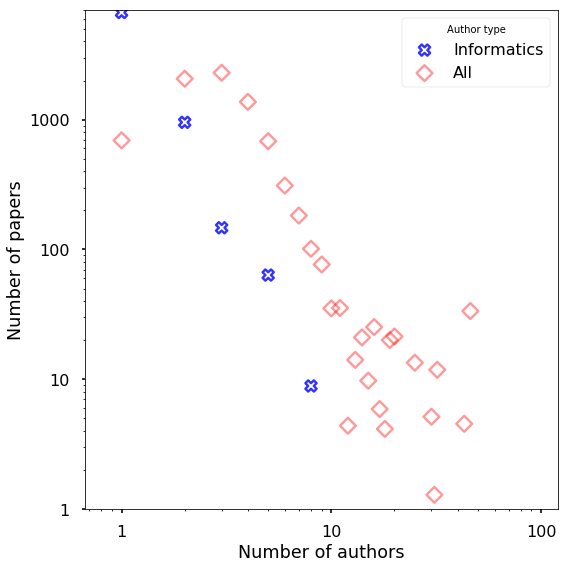 Author type
Informatics
All
1000
100
10
1
Number of papers
1
10
100
Number of authors